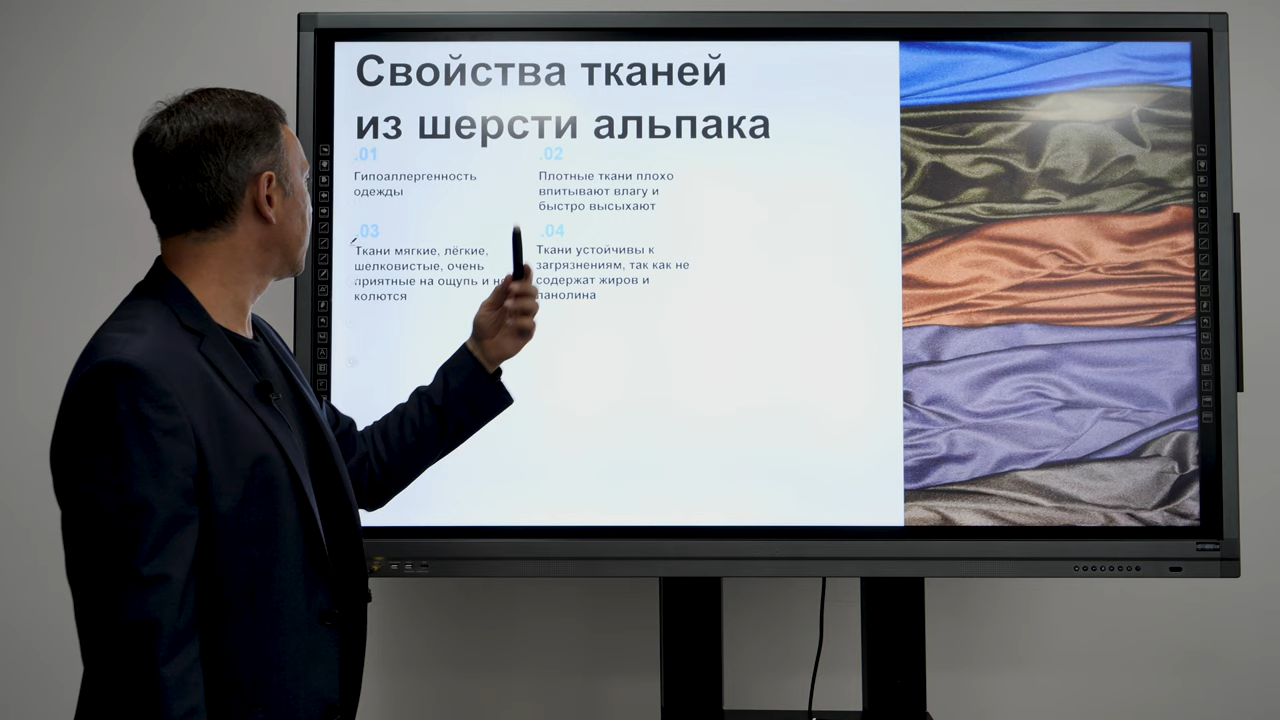 Свойства тканей
из шерсти альпака
.01
Гипоаллергенность
одежды
.02
Плотные ткани плохо
впитывают влагу и
быстро высыхают
.03
Ткани мягкие, лёгкие,
шелковистые, очень
приятные на ощупь и
колются
.04
Ткани устойчивы к
загрязнениям, так как не
содержат жиров и
ланолина